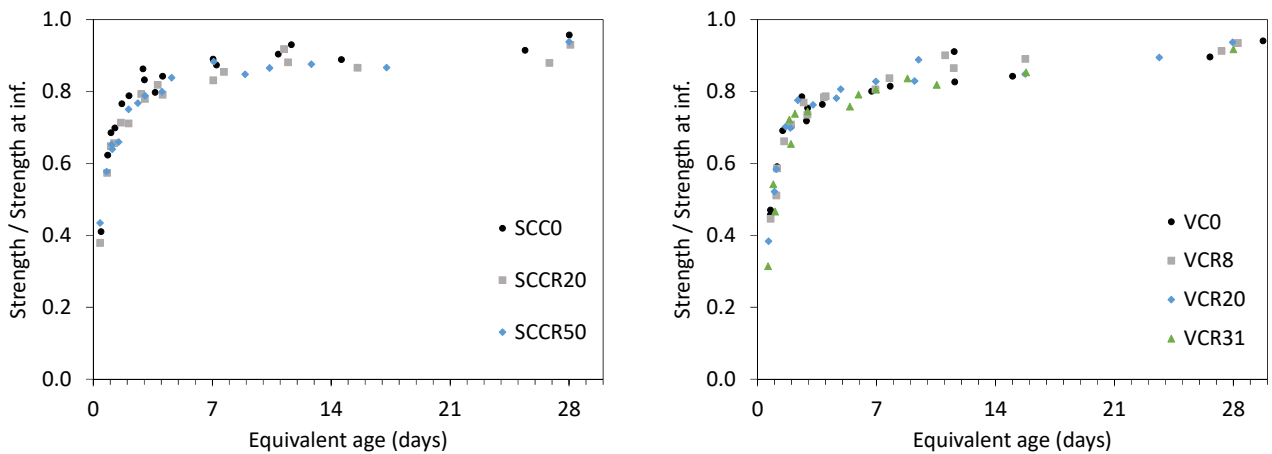 Strength / Strength at inf.
1.0
0.8
0.6
0.4
0.2
0.0
0 7 14 21 28
Equivalent age (days)
SCC0
SCCR20
SCCR50
Strength / Strength at inf.
1.0
0.8
0.6
0.4
0.2
0.0
0 7 14 21 28
Equivalent age (days)
VC0
VCR8
VCR20
VCR31